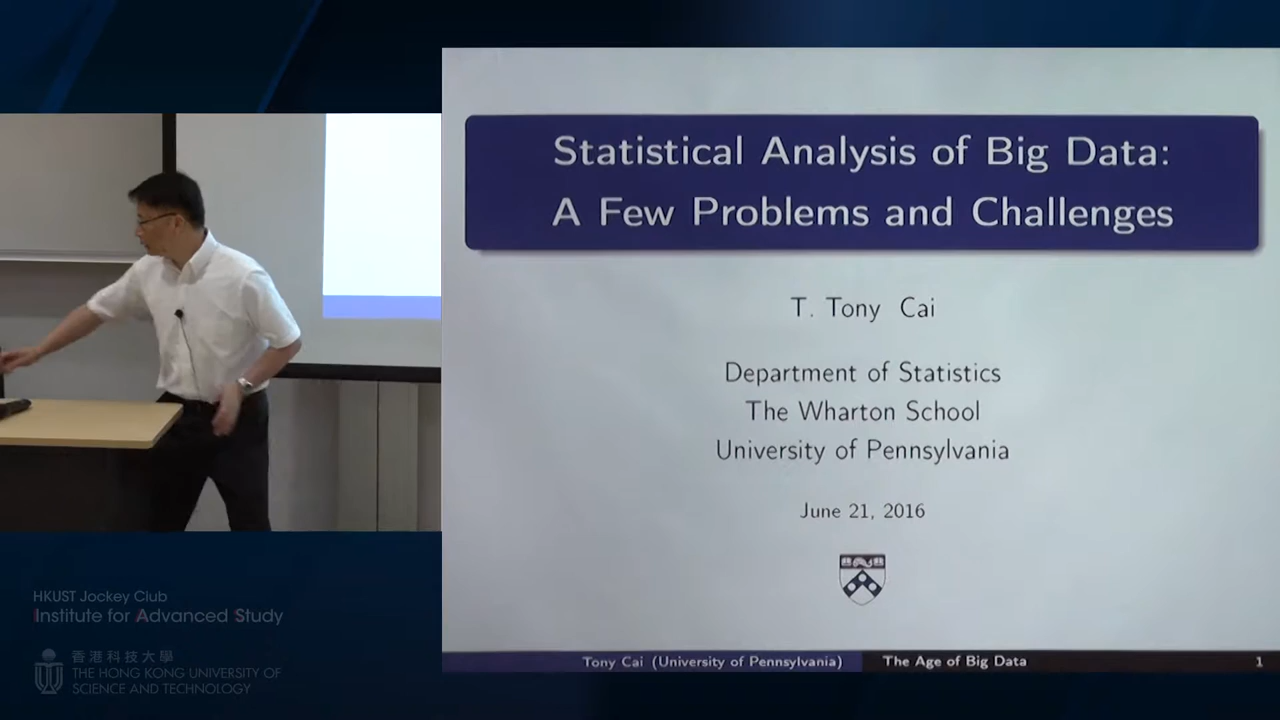 Statistical Analysis of Big Data:
A Few Problems and Challenges
T. Tony Cai
Department of Statistics
The Wharton School
University of Pennsylvania
June 21, 2016
Tony Cai (University of Pennsylvania)
The Age of Big Data
1
HKUST Jockey Club
Institute for Advanced Study
香港科技大學
THE HONG KONG UNIVERSITY OF
SCIENCE AND TECHNOLOGY